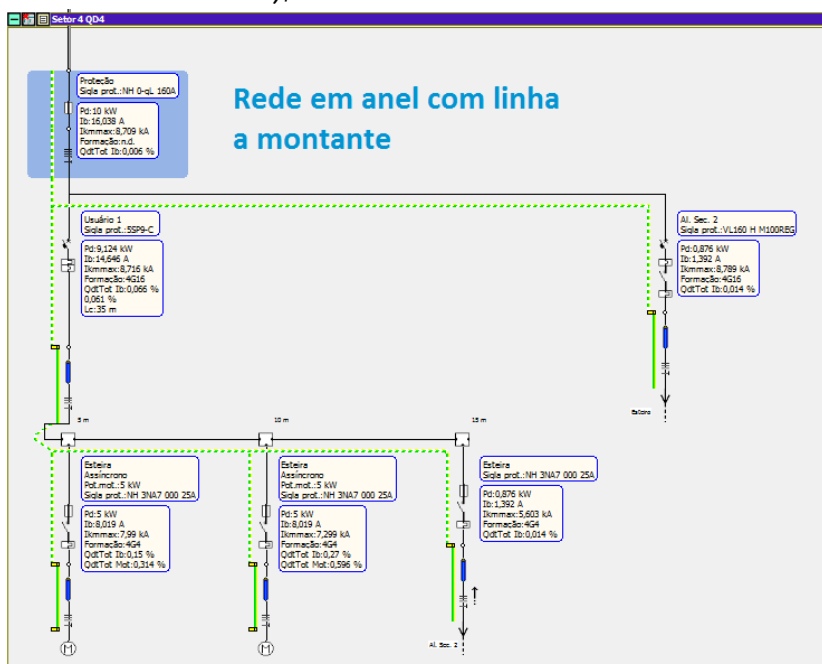 Setor 4 QD4
Proteção
Sigla prot.:NH 0-gL 160A
Pd:10 kW
Ib:16,038 A
Ikmmax:8,709 kA
Formação:n.d.
QdtTot Ib:0,006 %
Rede em anel com linha
a montante
Usuário 1
Sigla prot.:5SP9-C
Pd:9,124 kW
Ib:14,646 A
Ikmmax:8,716 kA
Formação:4G16
QdtTot Ib:0,066 %
0,061 %
Lc:35 m
Al. Sec. 2
Sigla prot.:VL160 H M100REG
Pd:0,876 kW
Ib:1,392 A
Ikmmax:8,789 kA
Formação:4G16
QdtTot Ib:0,014 %
5 m
10 m
15 m
Esteira
Assíncrono
Pot.mot.:5 kW
Sigla prot.:NH 3NA7 000 25A
Pd:5 kW
Ib:8,019 A
Ikmmax:7,99 kA
Formação:4G4
QdtTot Ib:0,15 %
QdtTot Mot:0,314 %
M
Esteira
Assíncrono
Pot.mot.:5 kW
Sigla prot.:NH 3NA7 000 25A
Pd:5 kW
Ib:8,019 A
Ikmmax:7,299 kA
Formação:4G4
QdtTot Ib:0,27 %
QdtTot Mot:0,596 %
M
Esteira
Sigla prot.:NH 3NA7 000 25A
Pd:0,876 kW
Ib:1,392 A
Ikmmax:5,603 kA
Formação:4G4
QdtTot Ib:0,014 %
Al. Sec. 2